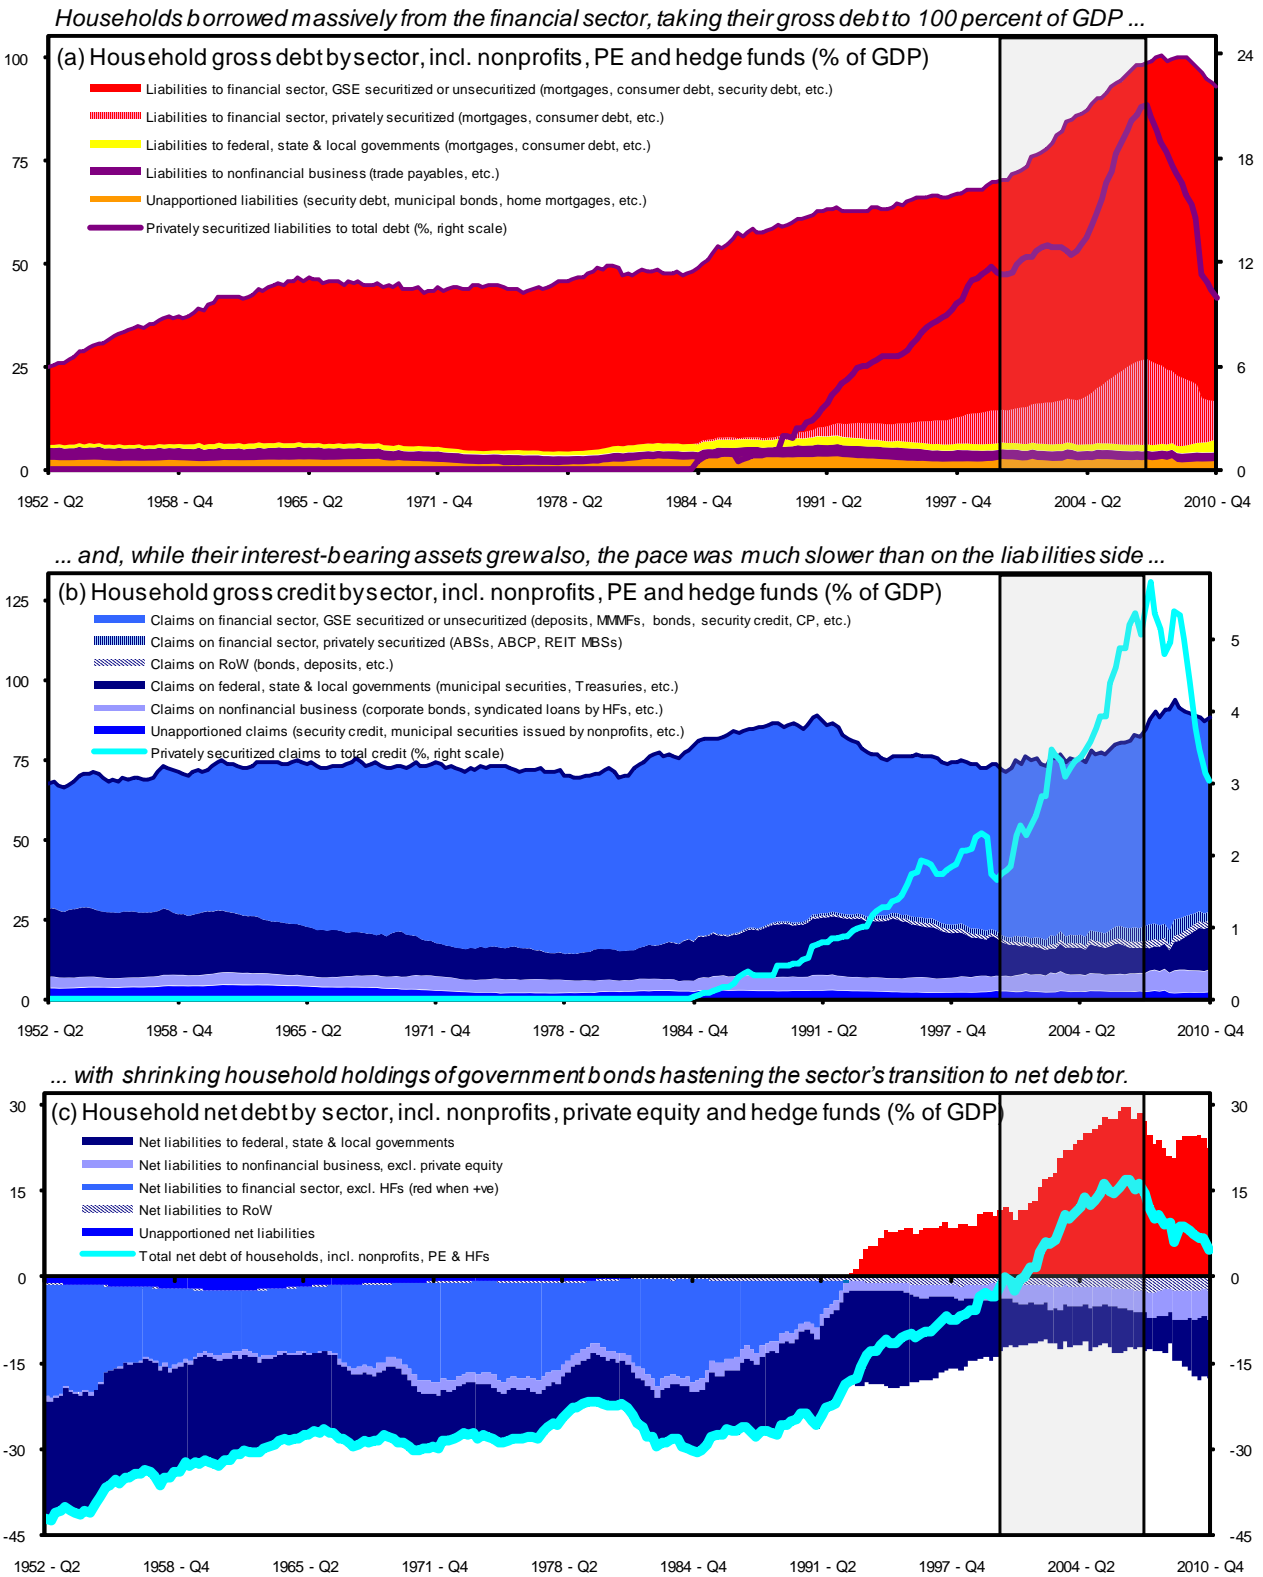 Households borrowed massively from the financial sector, taking their gross debt to 100 percent of GDP ...
(a) Household gross debt by sector, incl. nonprofits, PE and hedge funds (% of GDP)
Liabilities to financial sector, GSE securitized or unsecuritized (mortgages, consumer debt, security debt, etc.)
Liabilities to financial sector, privately securitized (mortgages, consumer debt, etc.)
Liabilities to federal, state & local governments (mortgages, consumer debt, etc.)
Liabilities to nonfinancial business (trade payables, etc.)
Unapportioned liabilities (security debt, municipal bonds, home mortgages, etc.)
Privately securitized liabilities to total debt (%, right scale)
100
75
50
25
0
24
18
12
6
0
1952 - Q2 1958 - Q4 1965 - Q2 1971 - Q4 1978 - Q2 1984 - Q4 1991 - Q2 1997 - Q4 2004 - Q2 2010 - Q4
... and, while their interest-bearing assets grew also, the pace was much slower than on the liabilities side ...
(b) Household gross credit by sector, incl. nonprofits, PE and hedge funds (% of GDP)
Claims on financial sector, GSE securitized or unsecuritized (deposits, MMMFs, bonds, security credit, CP, etc.)
Claims on financial sector, privately securitized (ABSs, ABCP, REIT MBSs)
Claims on RoW (bonds, deposits, etc.)
Claims on federal, state & local governments (municipal securities, Treasuries, etc.)
Claims on nonfinancial business (corporate bonds, syndicated loans by HFs, etc.)
Unapportioned claims (security credit, municipal securities issued by nonprofits, etc.)
Privately securitized claims to total credit (%, right scale)
125
100
75
50
25
0
5
4
3
2
1
0
1952 - Q2 1958 - Q4 1965 - Q2 1971 - Q4 1978 - Q2 1984 - Q4 1991 - Q2 1997 - Q4 2004 - Q2 2010 - Q4
... with shrinking household holdings of government bonds hastening the sector's transition to net debtor.
(c) Household net debt by sector, incl. nonprofits, private equity and hedge funds (% of GDP)
Net liabilities to federal, state & local governments
Net liabilities to nonfinancial business, excl. private equity
Net liabilities to financial sector, excl. HFs (red when +ve)
Net liabilities to RoW
Unapportioned net liabilities
Total net debt of households, incl. nonprofits, PE & HFs
30
15
0
-15
-30
-45
30
15
0
-15
-30
-45
1952 - Q2 1958 - Q4 1965 - Q2 1971 - Q4 1978 - Q2 1984 - Q4 1991 - Q2 1997 - Q4 2004 - Q2 2010 - Q4